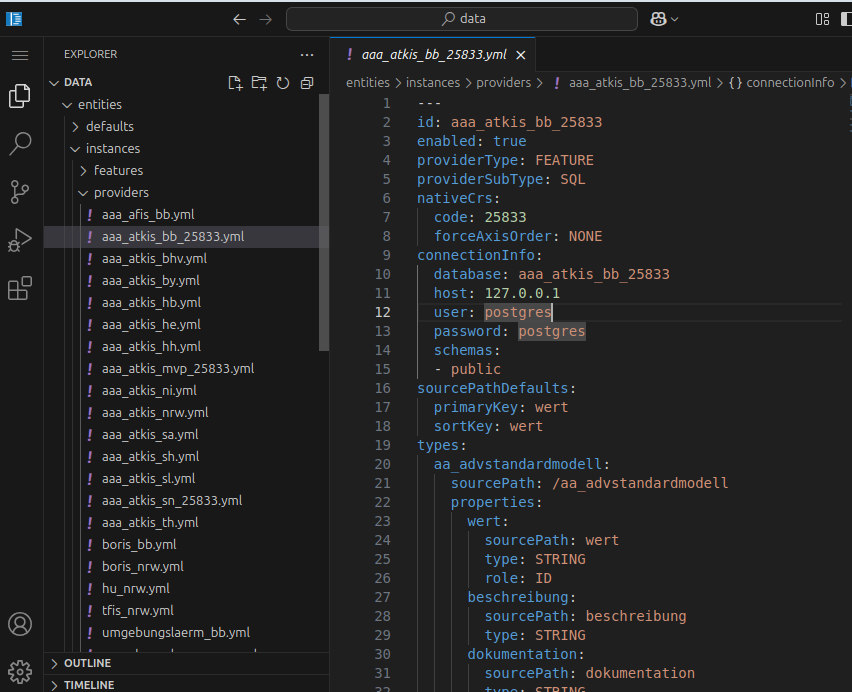 data
EXPLORER
aaa_atkis_bb_25833.yml
entities > instances > providers > ! aaa_atkis_bb_25833.yml > {} connectionInfo >
DATA
entities
defaults
instances
features
providers
! aaa_afis_bb.yml
! aaa_atkis_bb_25833.yml
! aaa_atkis_bhv.yml
! aaa_atkis_by.yml
! aaa_atkis_hb.yml
! aaa_atkis_he.yml
! aaa_atkis_hh.yml
! aaa_atkis_mvp_25833.yml
! aaa_atkis_ni.yml
! aaa_atkis_nrw.yml
! aaa_atkis_sa.yml
! aaa_atkis_sh.yml
! aaa_atkis_sl.yml
! aaa_atkis_sn_25833.yml
! aaa_atkis_th.yml
! boris_bb.yml
! boris_nrw.yml
! hu_nrw.yml
! tfis_nrw.yml
! umgebungslaerm_bb.yml
OUTLINE
TIMELINE
1 ---
2 id: aaa_atkis_bb_25833
3 enabled: true
4 providerType: FEATURE
5 providerSubType: SQL
6 nativeCrs:
7 code: 25833
8 forceAxisOrder: NONE
9 connectionInfo:
10 database: aaa_atkis_bb_25833
11 host: 127.0.0.1
12 user: postgres
13 password: postgres
14 schemas:
15 - public
16 sourcePathDefaults:
17 primaryKey: wert
18 sortKey: wert
19 types:
20 aa_advstandardmodell:
21 sourcePath: /aa_advstandardmodell
22 properties:
23 wert:
24 sourcePath: wert
25 type: STRING
26 role: ID
27 beschreibung:
28 sourcePath: beschreibung
29 type: STRING
30 dokumentation:
31 sourcePath: dokumentation
32 type: STRING